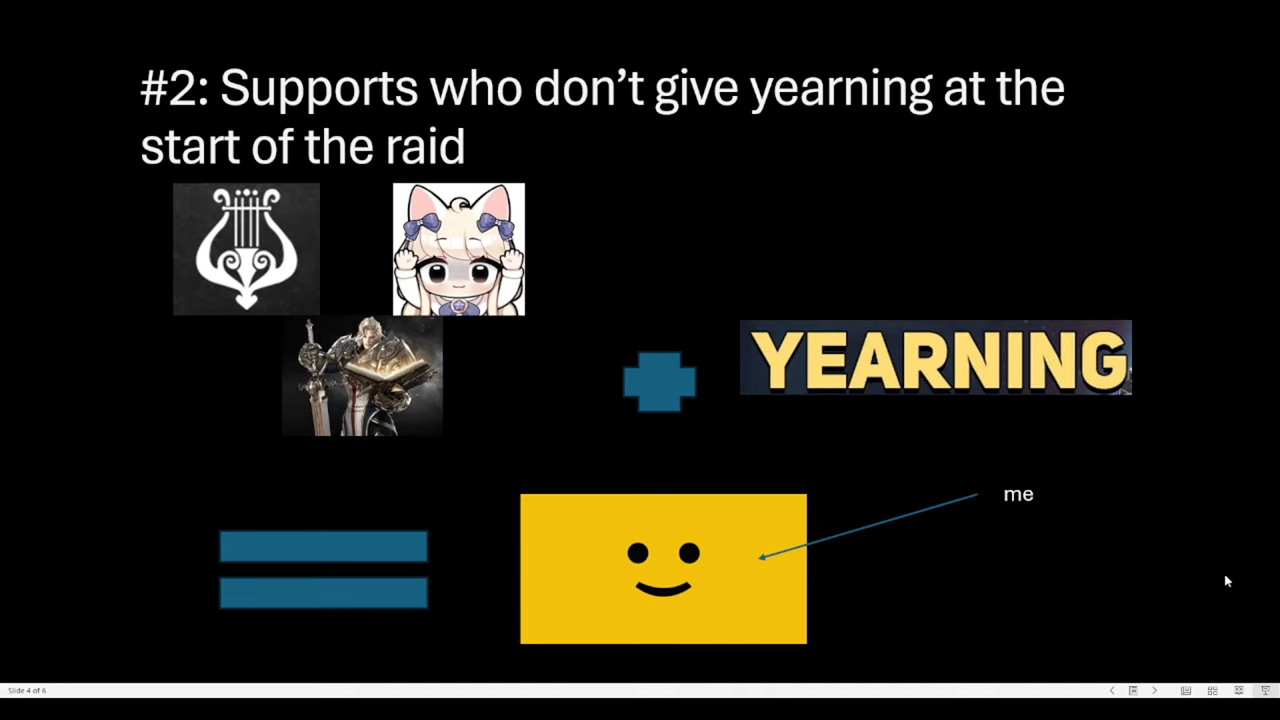 #2: Supports who don’t give yearning at the
start of the raid
YEARNING
me
Slide 4 of 6